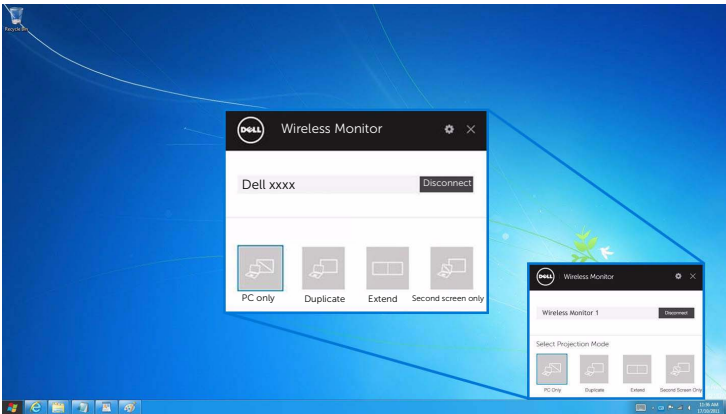 Recycle Bin
DELL Wireless Monitor
Dell xxxx Disconnect
PC only Duplicate Extend Second screen only
DELL Wireless Monitor
Wireless Monitor 1 Disconnect
Select Projection Mode
PC Only Duplicate Extend Second Screen Only